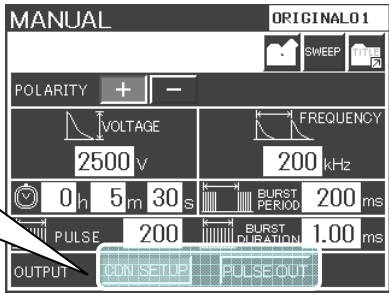 MANUAL ORIGINAL01
SWEEP TITLE
POLARITY + −
VOLTAGE FREQUENCY
2500 V 200 kHz
0 h 5 m 30 s BURST PERIOD 200 ms
PULSE 200 BURST DURATION 1.00 ms
OUTPUT CDN SETUP PULSE OUT